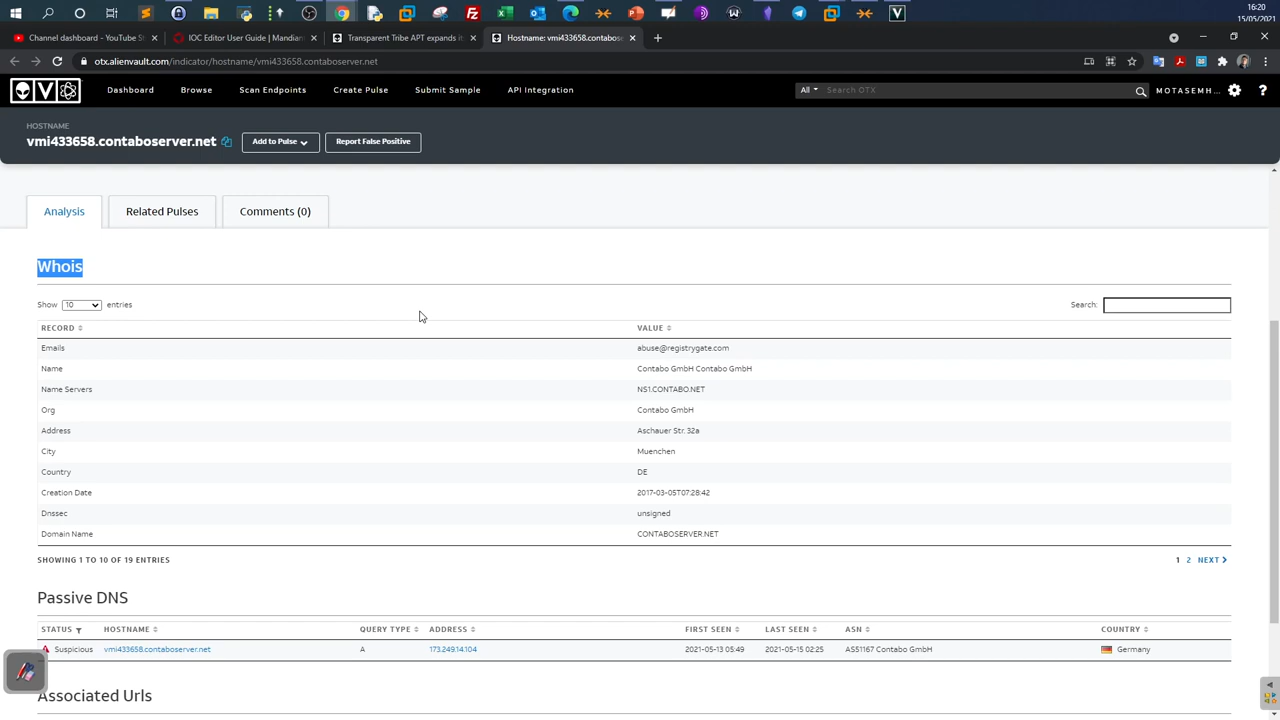 16:20
15/05/2021
Channel dashboard - YouTube St
IOC Editor User Guide | Mandian
Transparent Tribe APT expands its
Hostname: vmi433658.contabose
otx.alienvault.com/indicator/hostname/vmi433658.contaboserver.net
Dashboard Browse Scan Endpoints Create Pulse Submit Sample API Integration All Search OTX MOTASEMH...
HOSTNAME
vmi433658.contaboserver.net Add to Pulse Report False Positive
Analysis Related Pulses Comments (0)
Whois
Show 10 entries Search:
RECORD VALUE
Emails abuse@registrygate.com
Name Contabo GmbH Contabo GmbH
Name Servers NS1.CONTABO.NET
Org Contabo GmbH
Address Aschauer Str. 32a
City Muenchen
Country DE
Creation Date 2017-03-05T07:28:42
Dnssec unsigned
Domain Name CONTABOSERVER.NET
SHOWING 1 TO 10 OF 19 ENTRIES 1 2 NEXT
Passive DNS
STATUS HOSTNAME QUERY TYPE ADDRESS FIRST SEEN LAST SEEN ASN COUNTRY
Suspicious vmi433658.contaboserver.net A 173.249.14.104 2021-05-13 05:49 2021-05-15 02:25 AS51167 Contabo GmbH Germany
Associated Urls